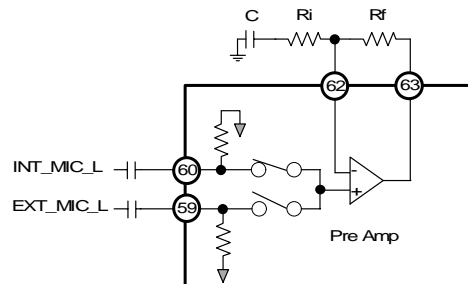 C Ri Rf
62 63
INT_MIC_L 60
EXT_MIC_L 59
-
+
Pre Amp